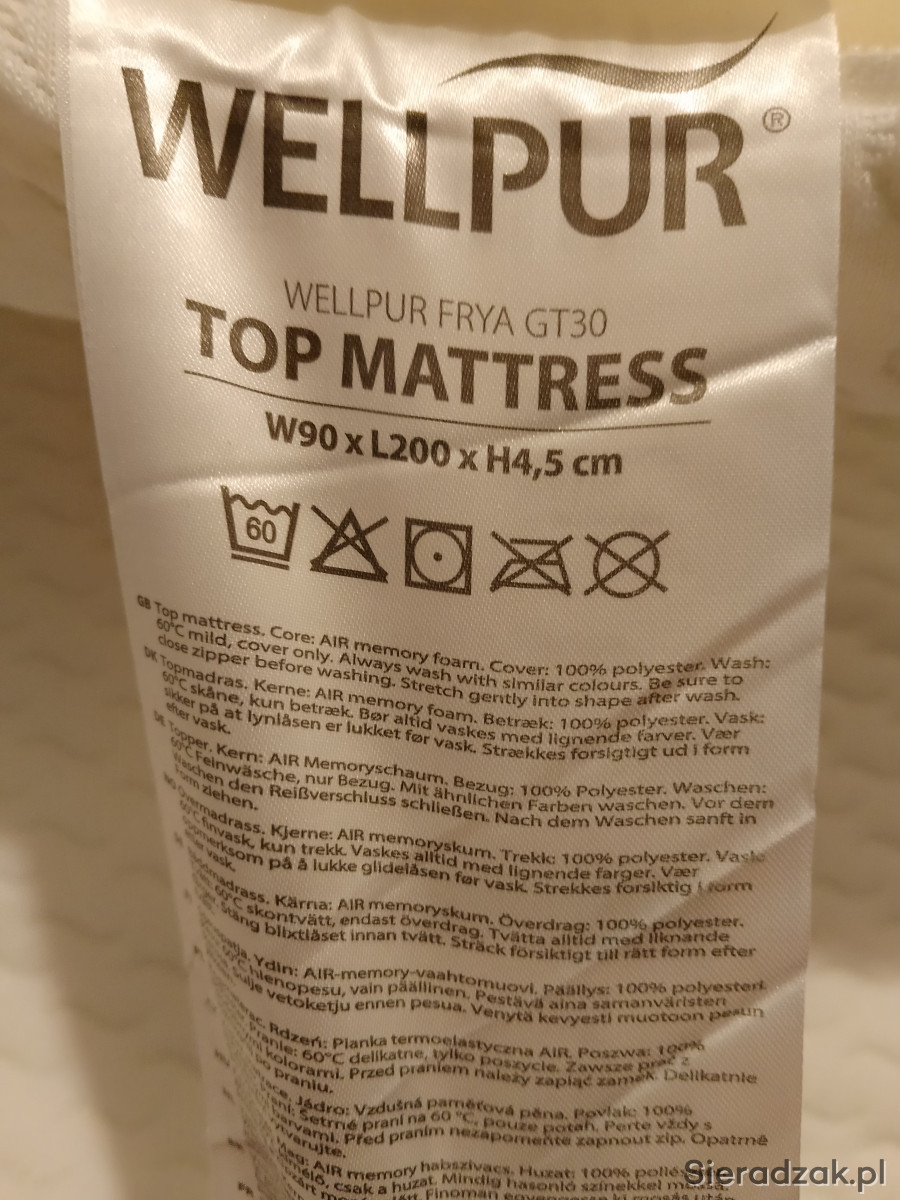 WELLPUR®
WELLPUR FRYA GT30
TOP MATTRESS
W90 x L200 x H4,5 cm
60
GB Top mattress. Core: AIR memory foam. Cover: 100% polyester. Wash:
60°C mild, cover only. Always wash with similar colours. Be sure to
close zipper before washing. Stretch gently into shape after wash.
DK Topmadras. Kerne: AIR memory foam. Betræk: 100% polyester. Vask:
60°C skåne, kun betræk. Bør altid vaskes med lignende farver. Vær
sikker på at lynlåsen er lukket før vask. Strækkes forsigtigt ud i form
efter vask.
DE Topper. Kern: AIR Memoryschaum. Bezug: 100% Polyester. Waschen:
60°C Feinwäsche, nur Bezug. Mit ähnlichen Farben waschen. Vor dem
Waschen den Reißverschluss schließen. Nach dem Waschen sanft in
Form ziehen.
NO Overmadrass. Kjerne: AIR memoryskum. Trekk: 100% polyester. Vask:
60°C finvask, kun trekk. Vaskes alltid med lignende farger. Vær
oppmerksom på å lukke glidelåsen før vask. Strekkes forsiktig i form
etter vask.
Kärna: AIR memoryskum. Överdrag: 100% polyester.
60°C skontvätt, endast överdrag. Tvätta alltid med liknande
Stäng blixtlåset innan tvätt. Sträck försiktigt till rätt form efter
Ydin: AIR-memory-vaahtomuovi. Päällys: 100% polyesteri.
hienopesu, vain päällinen. Pestävä aina samanväristen
Sulje vetoketju ennen pesua. Venytä kevyesti muotoon pesun
Rdzeń: Pianka termoelastyczna AIR. Poszwa: 100%
Pranie: 60°C delikatne, tylko poszycie. Zawsze prać z
kolorami. Przed praniem należy zapiąć zamek. Delikatnie
po praniu.
Jádro: Vzdušná paměťová pěna. Povlak: 100%
Šetrné praní na 60 °C, pouze potah. Perte vždy s
barvami. Před praním nezapomeňte zapnout zip. Opatrně
vytvarujte.
Mag: AIR memory habszivacs. Huzat: 100%
csak a huzat. Mindig hasonló színekkel
Finoman
Sieradzak.pl